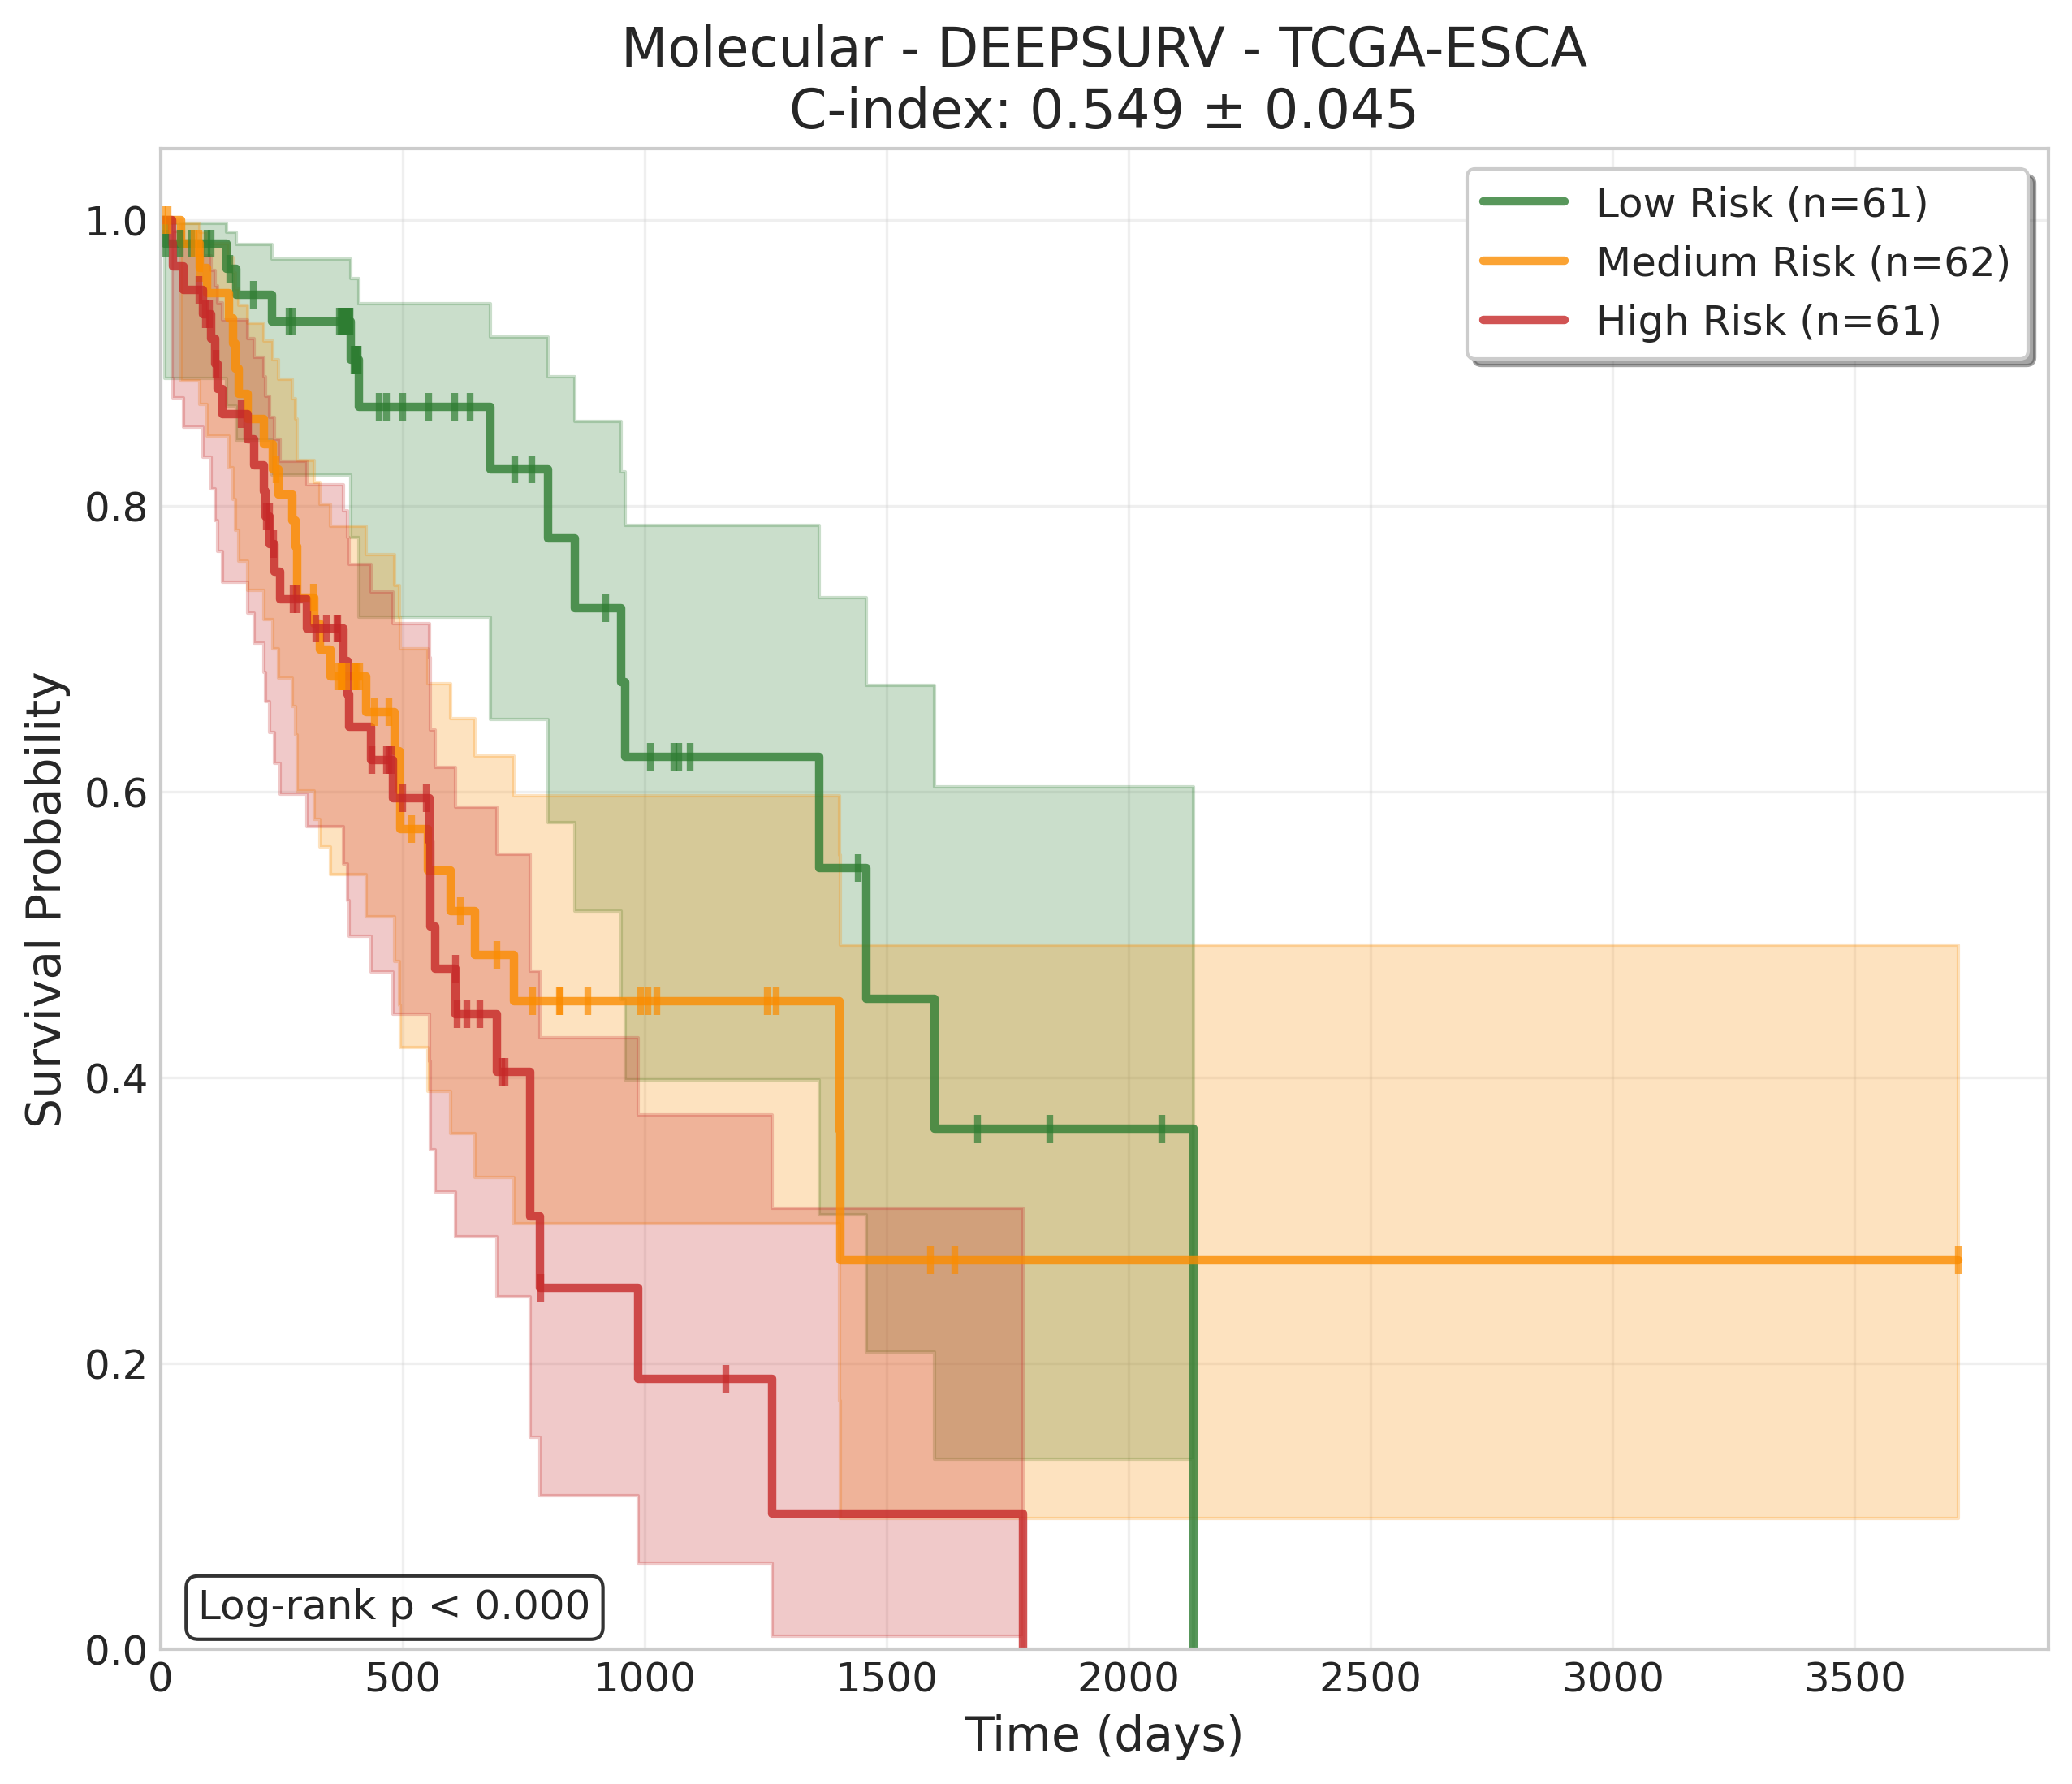 Molecular - DEEPSURV - TCGA-ESCA
C-index: 0.549 ± 0.045
Low Risk (n=61)
Medium Risk (n=62)
High Risk (n=61)
Survival Probability
1.0
0.8
0.6
0.4
0.2
0.0
Log-rank p < 0.000
0 500 1000 1500 2000 2500 3000 3500
Time (days)